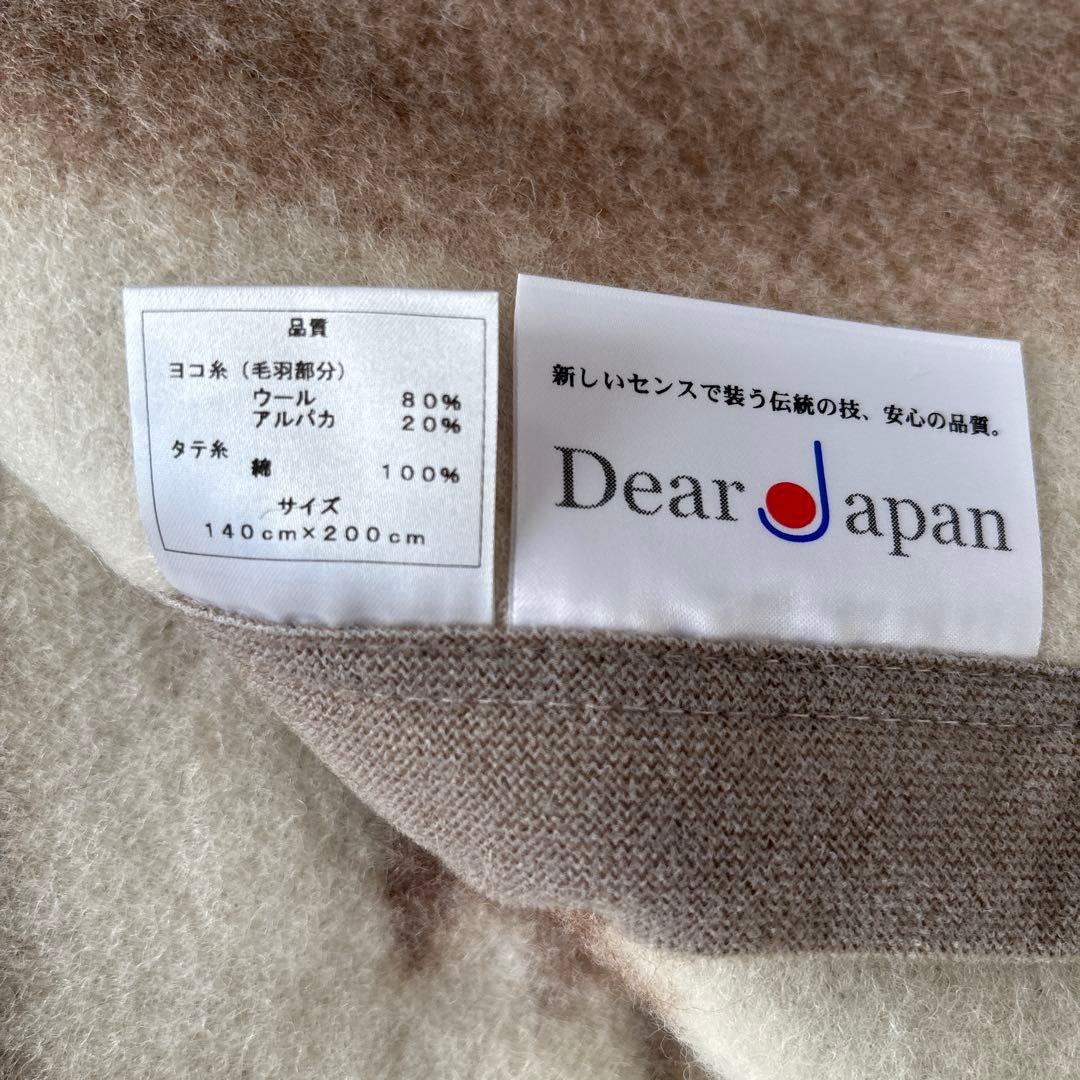 品質
ヨコ糸（毛羽部分）
ウール 80%
アルパカ 20%
タテ糸
綿 100%
サイズ
140cm×200cm
新しいセンスで装う伝統の技、安心の品質。
Dear Japan